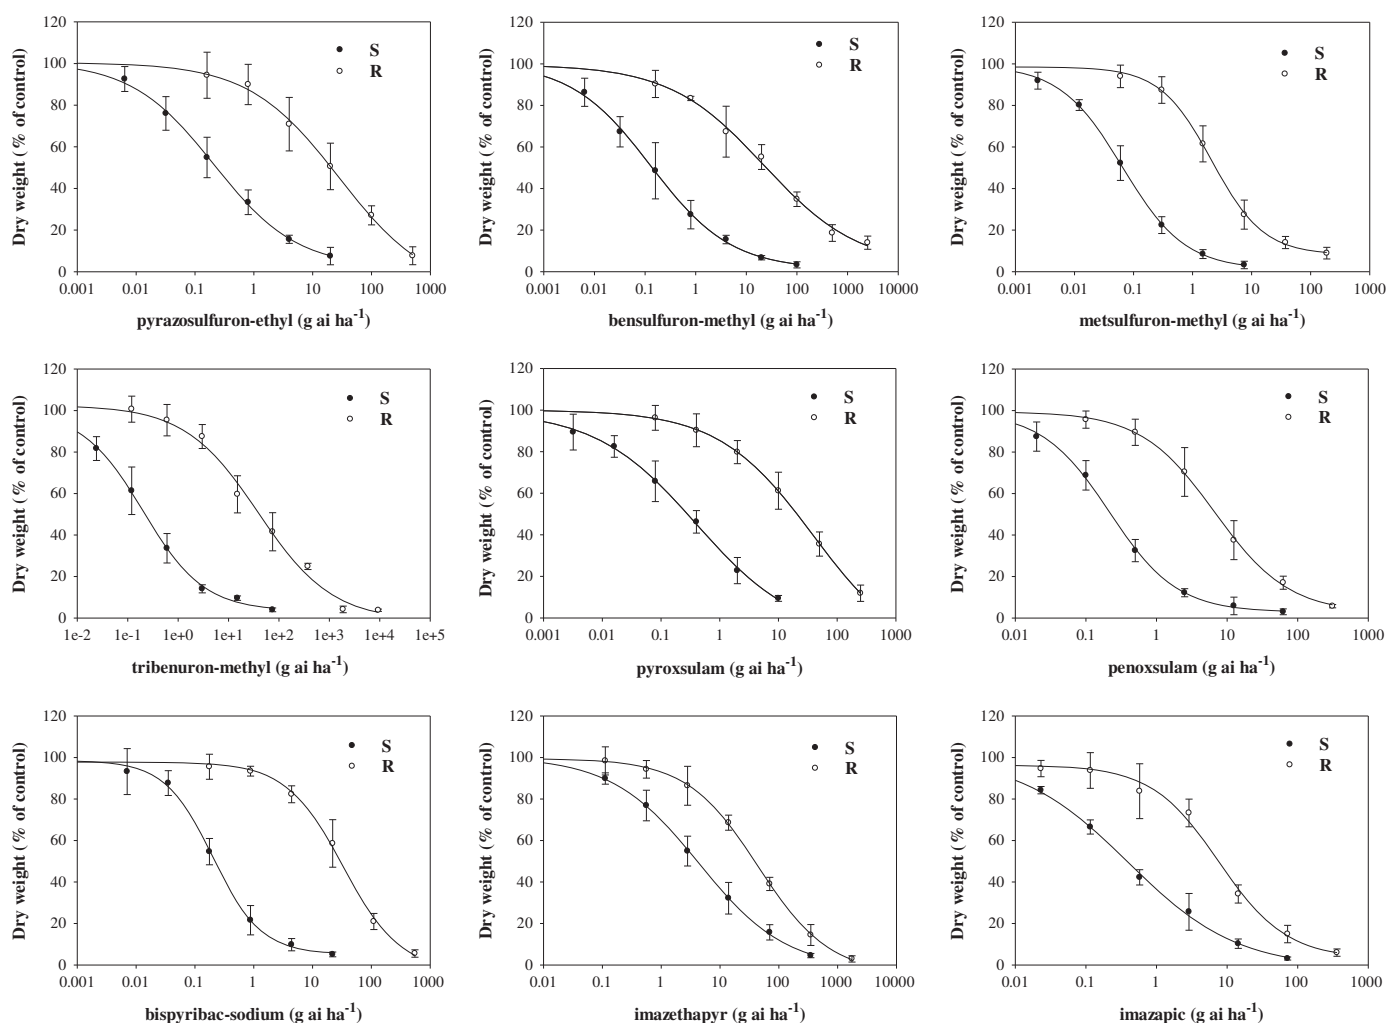 120
100
80
60
40
20
0
Dry weight ( % of control)
S
R
0.001 0.01 0.1 1 10 100 1000
pyrazosulfuron-ethyl (g ai ha-1)
120
100
80
60
40
20
0
Dry weight ( % of control)
S
R
0.001 0.01 0.1 1 10 100 1000 10000
bensulfuron-methyl (g ai ha-1)
120
100
80
60
40
20
0
Dry weight ( % of control)
S
R
0.001 0.01 0.1 1 10 100 1000
metsulfuron-methyl (g ai ha-1)
120
100
80
60
40
20
0
Dry weight ( % of control)
S
R
1e-2 1e-1 1e+0 1e+1 1e+2 1e+3 1e+4 1e+5
tribenuron-methyl (g ai ha-1)
120
100
80
60
40
20
0
Dry weight ( % of control)
S
R
0.001 0.01 0.1 1 10 100 1000
pyroxsulam (g ai ha-1)
120
100
80
60
40
20
0
Dry weight ( % of control)
S
R
0.01 0.1 1 10 100 1000
penoxsulam (g ai ha-1)
120
100
80
60
40
20
0
Dry weight ( % of control)
S
R
0.001 0.01 0.1 1 10 100 1000
bispyribac-sodium (g ai ha-1)
120
100
80
60
40
20
0
Dry weight ( % of control)
S
R
0.01 0.1 1 10 100 1000 10000
imazethapyr (g ai ha-1)
120
100
80
60
40
20
0
Dry weight ( % of control)
S
R
0.01 0.1 1 10 100 1000
imazapic (g ai ha-1)